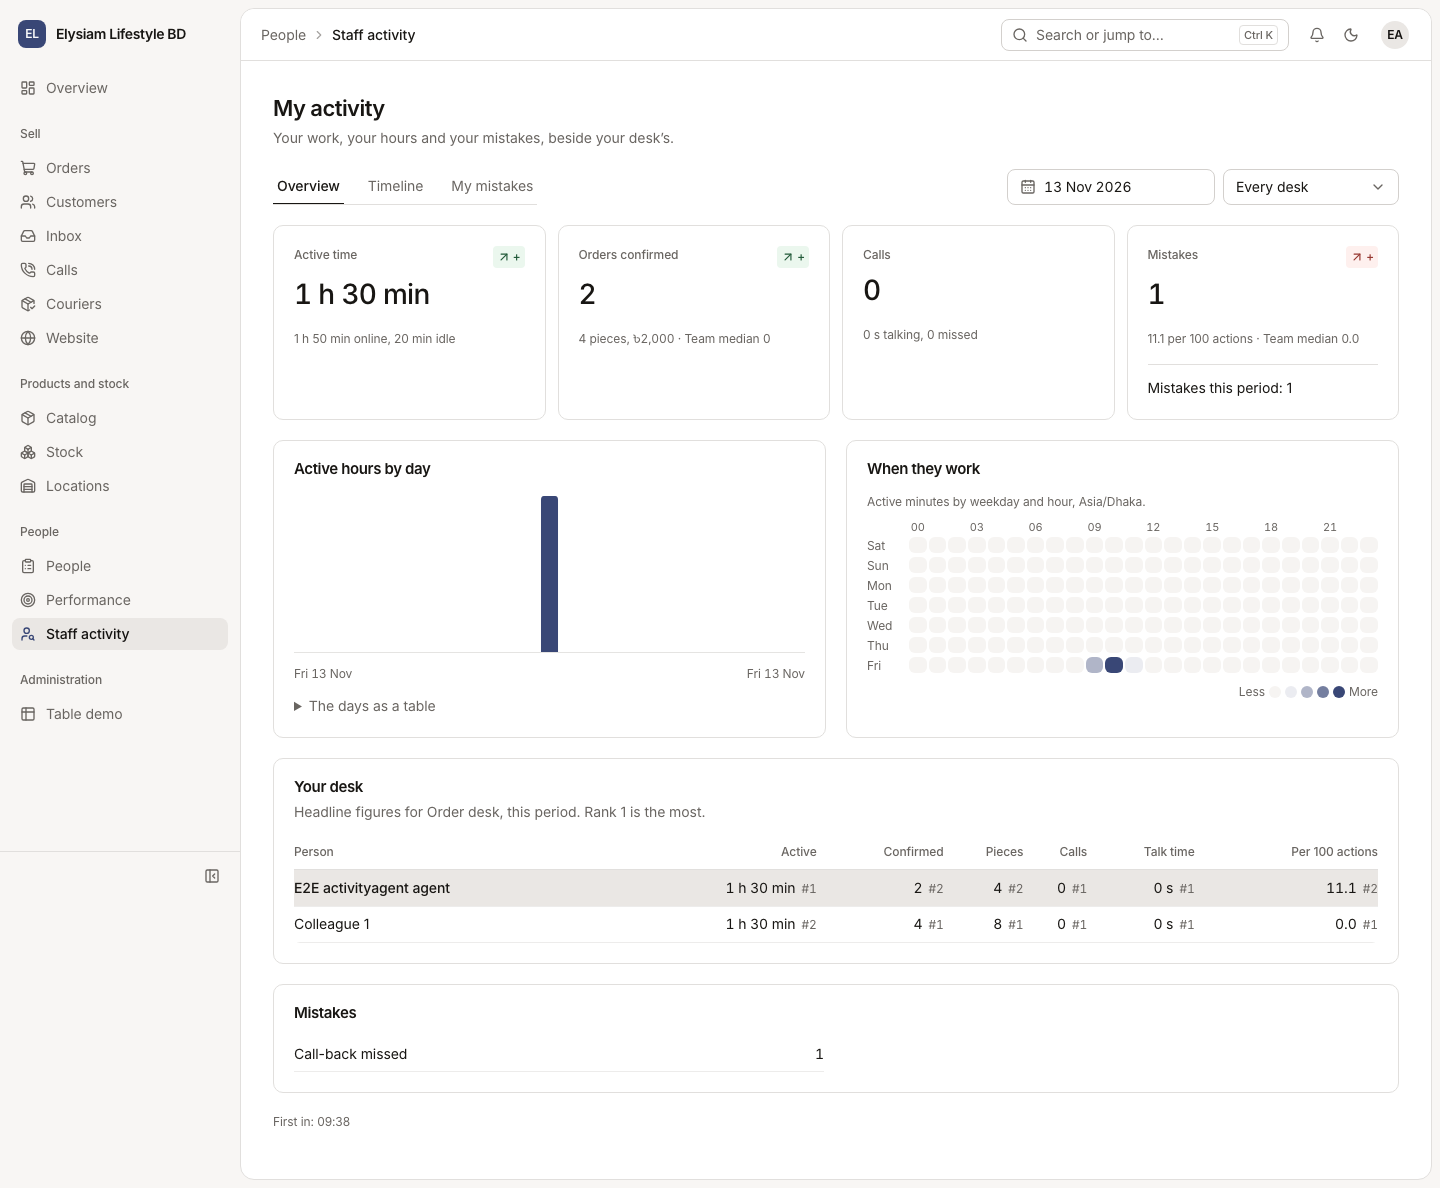 EL Elysiam Lifestyle BD
Overview
Sell
Orders
Customers
Inbox
Calls
Couriers
Website
Products and stock
Catalog
Stock
Locations
People
People
Performance
Staff activity
Administration
Table demo
People > Staff activity
Search or jump to... Ctrl K
EA
My activity
Your work, your hours and your mistakes, beside your desk’s.
Overview Timeline My mistakes
13 Nov 2026 Every desk
Active time +
1 h 30 min
1 h 50 min online, 20 min idle
Orders confirmed +
2
4 pieces, ৳2,000 · Team median 0
Calls
0
0 s talking, 0 missed
Mistakes +
1
11.1 per 100 actions · Team median 0.0
Mistakes this period: 1
Active hours by day
Fri 13 Nov Fri 13 Nov
The days as a table
When they work
Active minutes by weekday and hour, Asia/Dhaka.
00 03 06 09 12 15 18 21
Sat
Sun
Mon
Tue
Wed
Thu
Fri
Less More
Your desk
Headline figures for Order desk, this period. Rank 1 is the most.
Person Active Confirmed Pieces Calls Talk time Per 100 actions
E2E activityagent agent 1 h 30 min #1 2 #2 4 #2 0 #1 0 s #1 11.1 #2
Colleague 1 1 h 30 min #2 4 #1 8 #1 0 #1 0 s #1 0.0 #1
Mistakes
Call-back missed 1
First in: 09:38